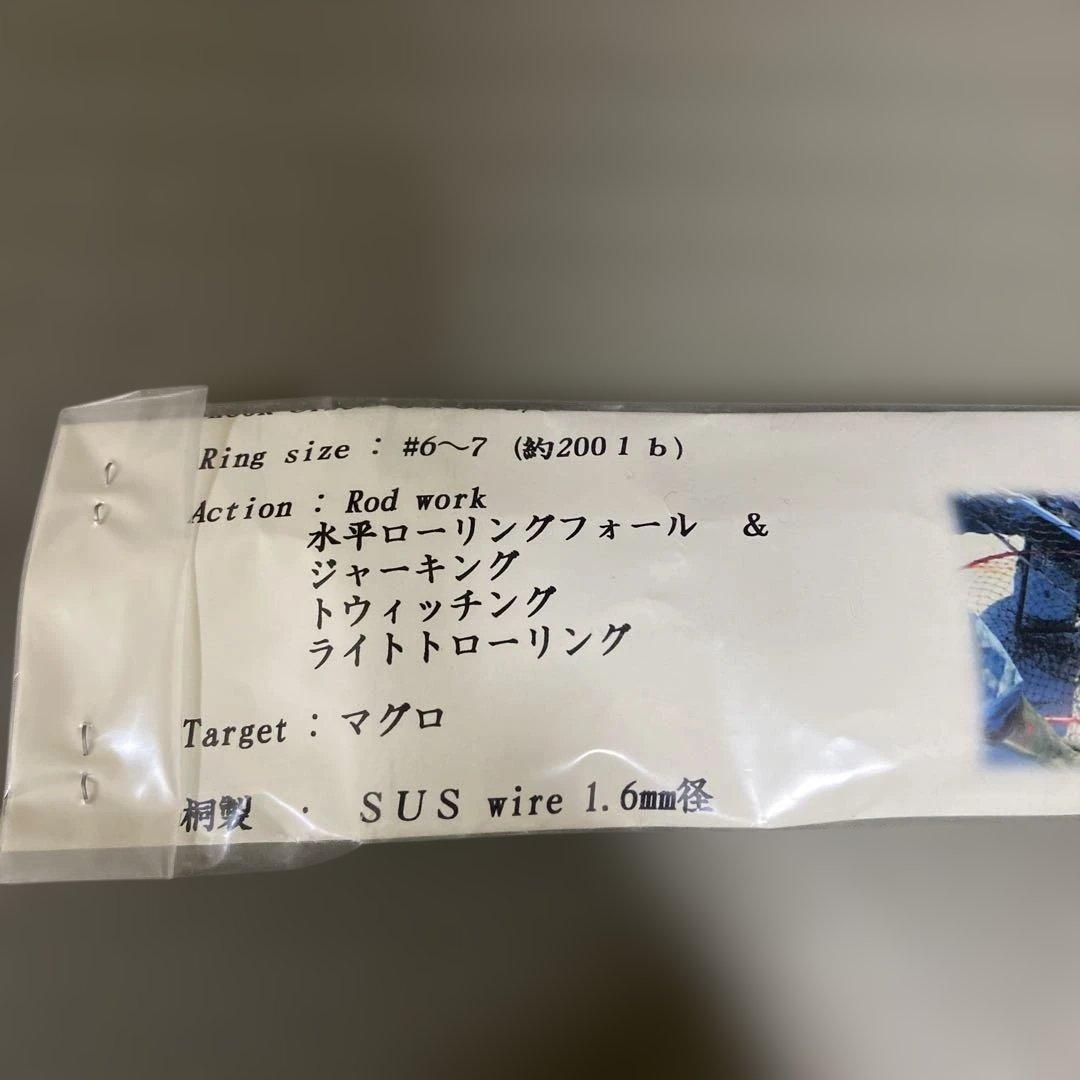 Ring size : #6～7 (約200lb)
Action : Rod work
水平ローリングフォール &
ジャーキング
トウィッチング
ライトトローリング
Target : マグロ
桐製 : SUS wire 1.6mm径